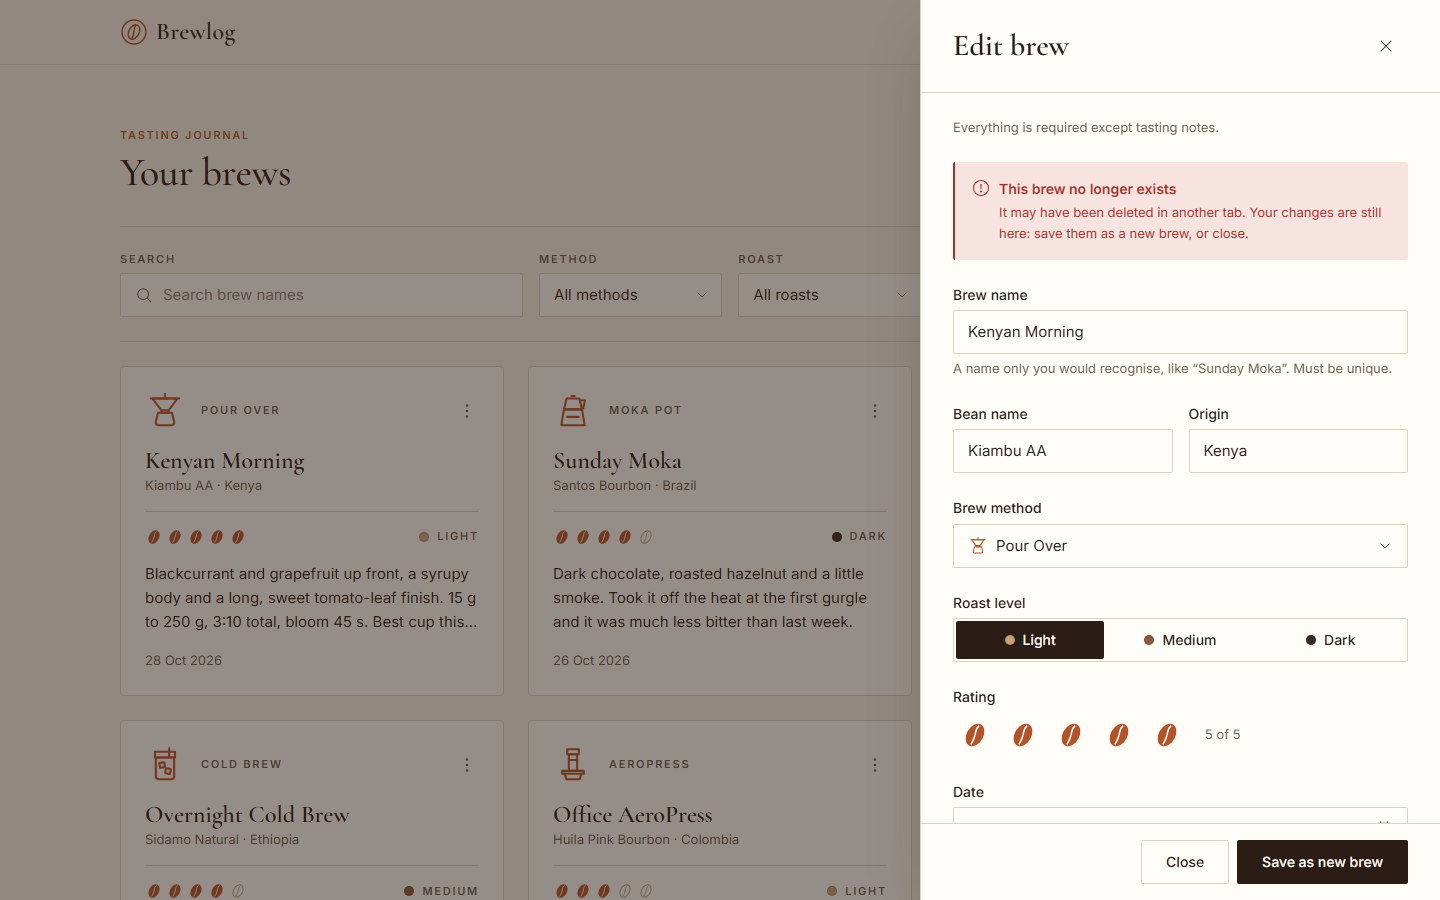 Brewlog
TASTING JOURNAL
Your brews
SEARCH
METHOD
ROAST
Search brew names
All methods
All roasts
POUR OVER
Kenyan Morning
Kiambu AA · Kenya
LIGHT
Blackcurrant and grapefruit up front, a syrupy
body and a long, sweet tomato-leaf finish. 15 g
to 250 g, 3:10 total, bloom 45 s. Best cup this…
28 Oct 2026
MOKA POT
Sunday Moka
Santos Bourbon · Brazil
DARK
Dark chocolate, roasted hazelnut and a little
smoke. Took it off the heat at the first gurgle
and it was much less bitter than last week.
26 Oct 2026
COLD BREW
Overnight Cold Brew
Sidamo Natural · Ethiopia
MEDIUM
AEROPRESS
Office AeroPress
Huila Pink Bourbon · Colombia
LIGHT
Edit brew
Everything is required except tasting notes.
This brew no longer exists
It may have been deleted in another tab. Your changes are still
here: save them as a new brew, or close.
Brew name
Kenyan Morning
A name only you would recognise, like “Sunday Moka”. Must be unique.
Bean name
Origin
Kiambu AA
Kenya
Brew method
Pour Over
Roast level
Light
Medium
Dark
Rating
5 of 5
Date
Close
Save as new brew